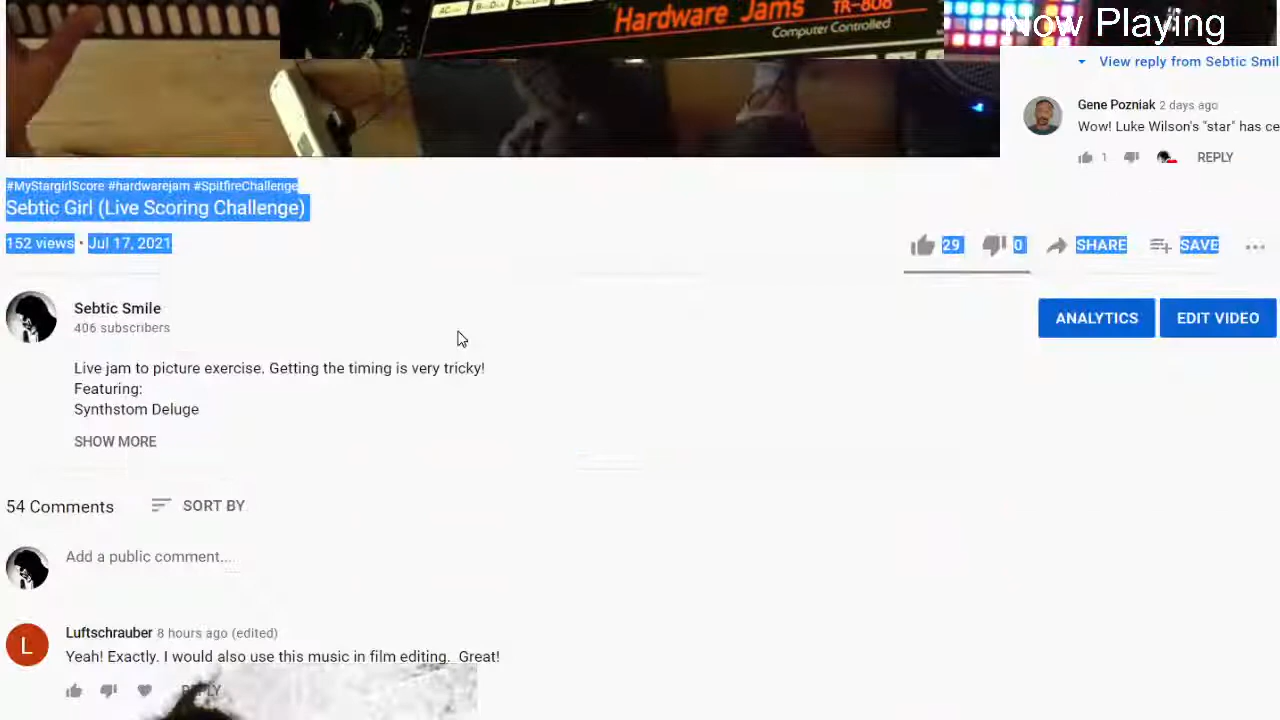 Hardware Jams TR-808
Computer Controlled
Now Playing
View reply from Sebtic Smil
Gene Pozniak 2 days ago
Wow! Luke Wilson's "star" has ce
1 REPLY
#MyStargirlScore #hardwarejam #SpitfireChallenge
Sebtic Girl (Live Scoring Challenge)
152 views • Jul 17, 2021
29 0 SHARE SAVE
Sebtic Smile
406 subscribers
ANALYTICS EDIT VIDEO
Live jam to picture exercise. Getting the timing is very tricky!
Featuring:
Synthstom Deluge
SHOW MORE
54 Comments SORT BY
Add a public comment...
L
Luftschrauber 8 hours ago (edited)
Yeah! Exactly. I would also use this music in film editing. Great!
REPLY